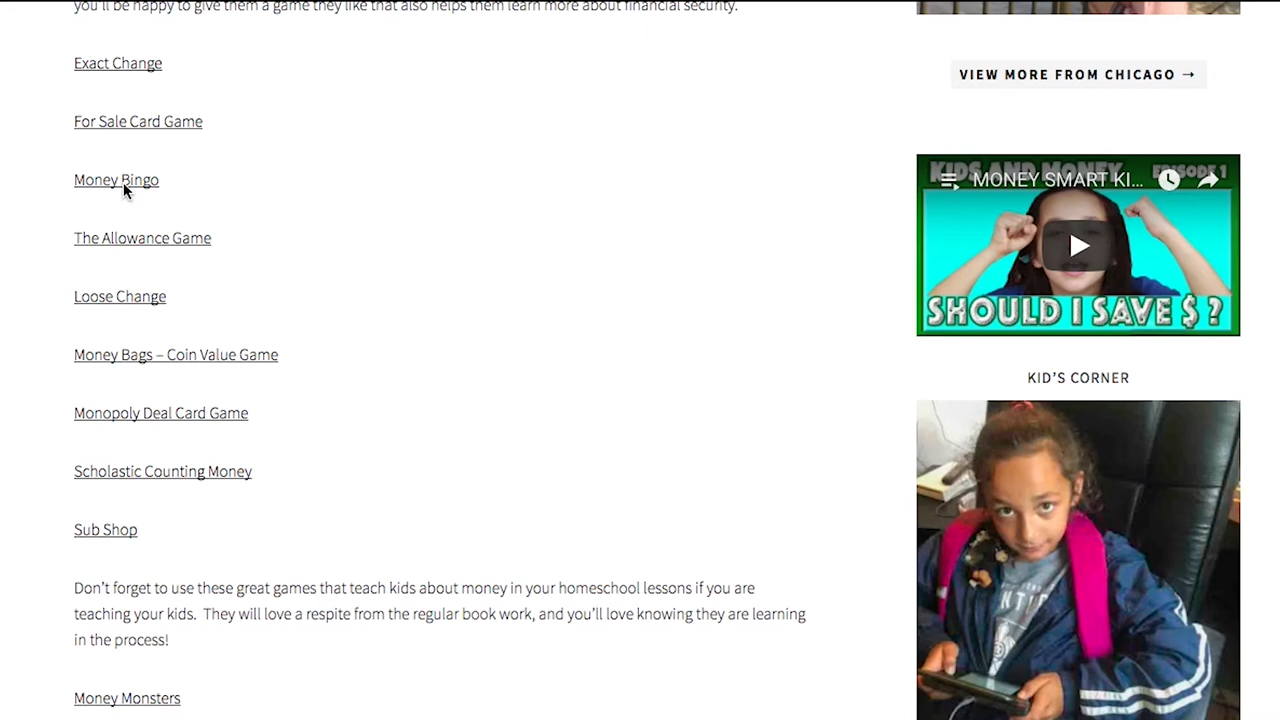 you'll be happy to give them a game they like that also helps them learn more about financial security.
Exact Change
For Sale Card Game
Money Bingo
The Allowance Game
Loose Change
Money Bags – Coin Value Game
Monopoly Deal Card Game
Scholastic Counting Money
Sub Shop
Don't forget to use these great games that teach kids about money in your homeschool lessons if you are
teaching your kids.  They will love a respite from the regular book work, and you'll love knowing they are learning
in the process!
Money Monsters
VIEW MORE FROM CHICAGO →
KIDS AND MONEY EPISODE 1
MONEY SMART KI...
SHOULD I SAVE $ ?
KID'S CORNER